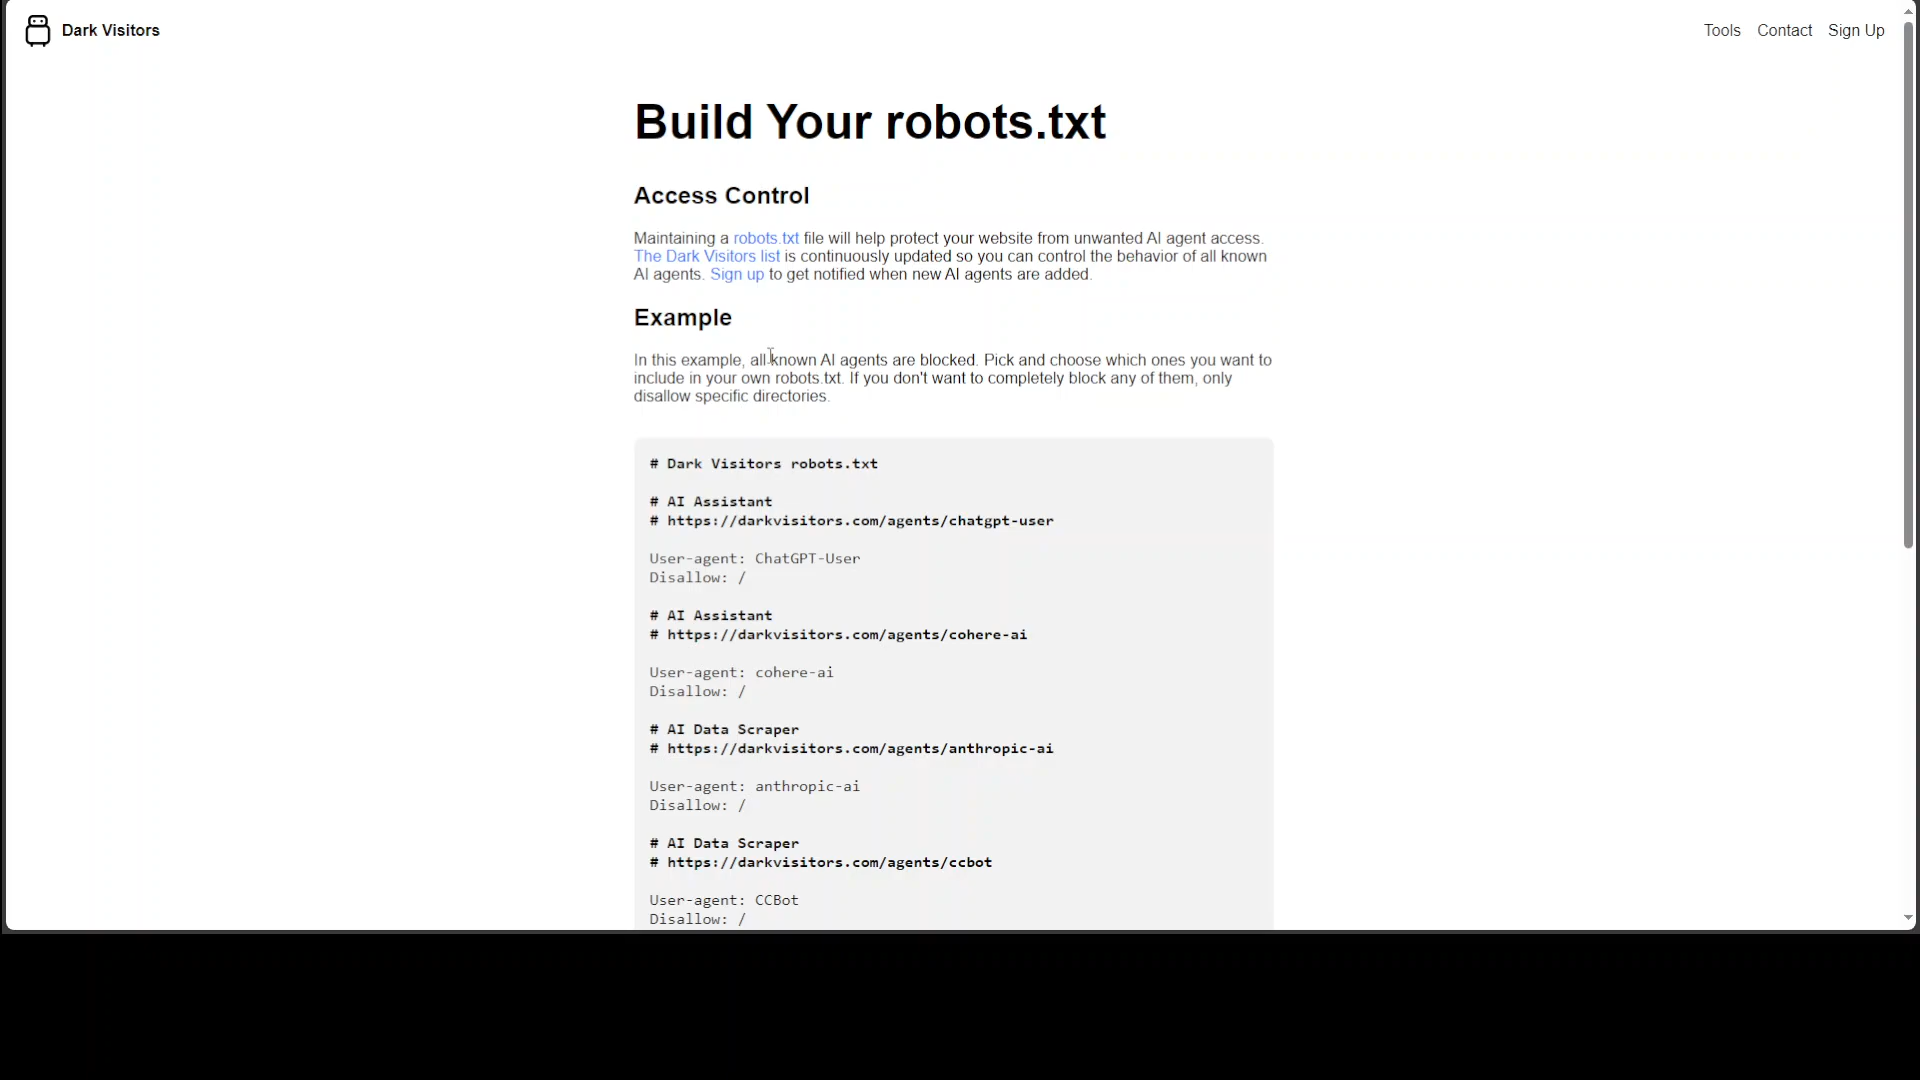 Dark Visitors
Tools Contact Sign Up
Build Your robots.txt
Access Control
Maintaining a robots.txt file will help protect your website from unwanted AI agent access.
The Dark Visitors list is continuously updated so you can control the behavior of all known
AI agents. Sign up to get notified when new AI agents are added.
Example
In this example, all known AI agents are blocked. Pick and choose which ones you want to
include in your own robots.txt. If you don't want to completely block any of them, only
disallow specific directories.
# Dark Visitors robots.txt
# AI Assistant
# https://darkvisitors.com/agents/chatgpt-user
User-agent: ChatGPT-User
Disallow: /
# AI Assistant
# https://darkvisitors.com/agents/cohere-ai
User-agent: cohere-ai
Disallow: /
# AI Data Scraper
# https://darkvisitors.com/agents/anthropic-ai
User-agent: anthropic-ai
Disallow: /
# AI Data Scraper
# https://darkvisitors.com/agents/ccbot
User-agent: CCBot
Disallow: /